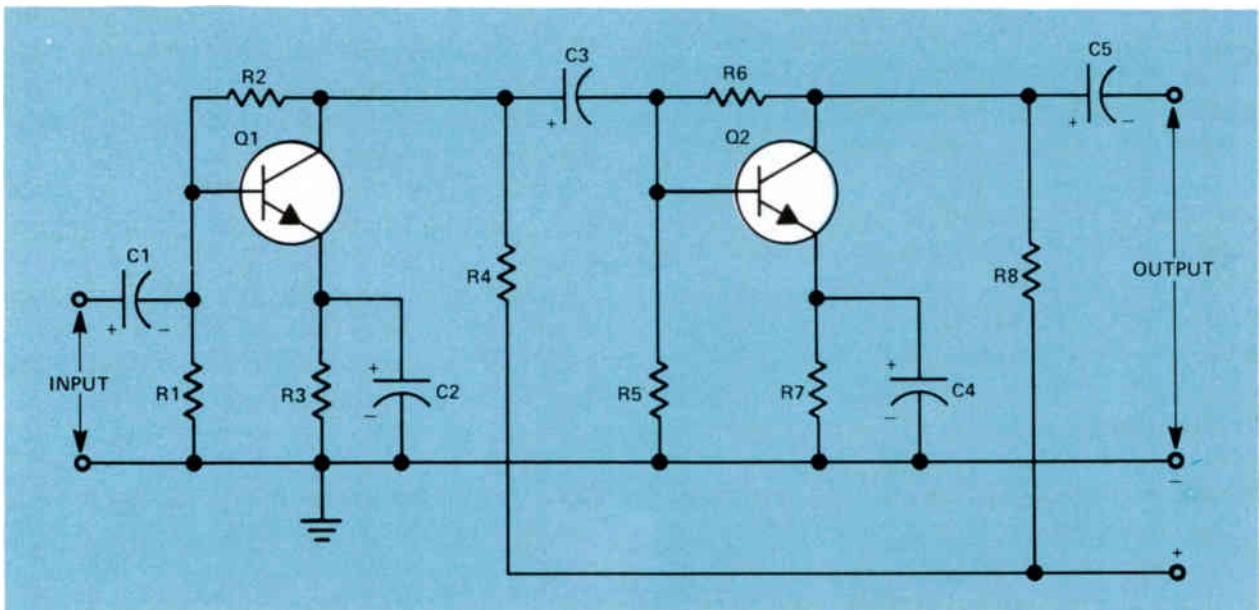 C3
C5
R2
R6
+
+ −
Q1
Q2
C1
R4
R8
OUTPUT
+ −
+
+
INPUT
R1
R3
C2
R5
R7
C4
−
−
−
+